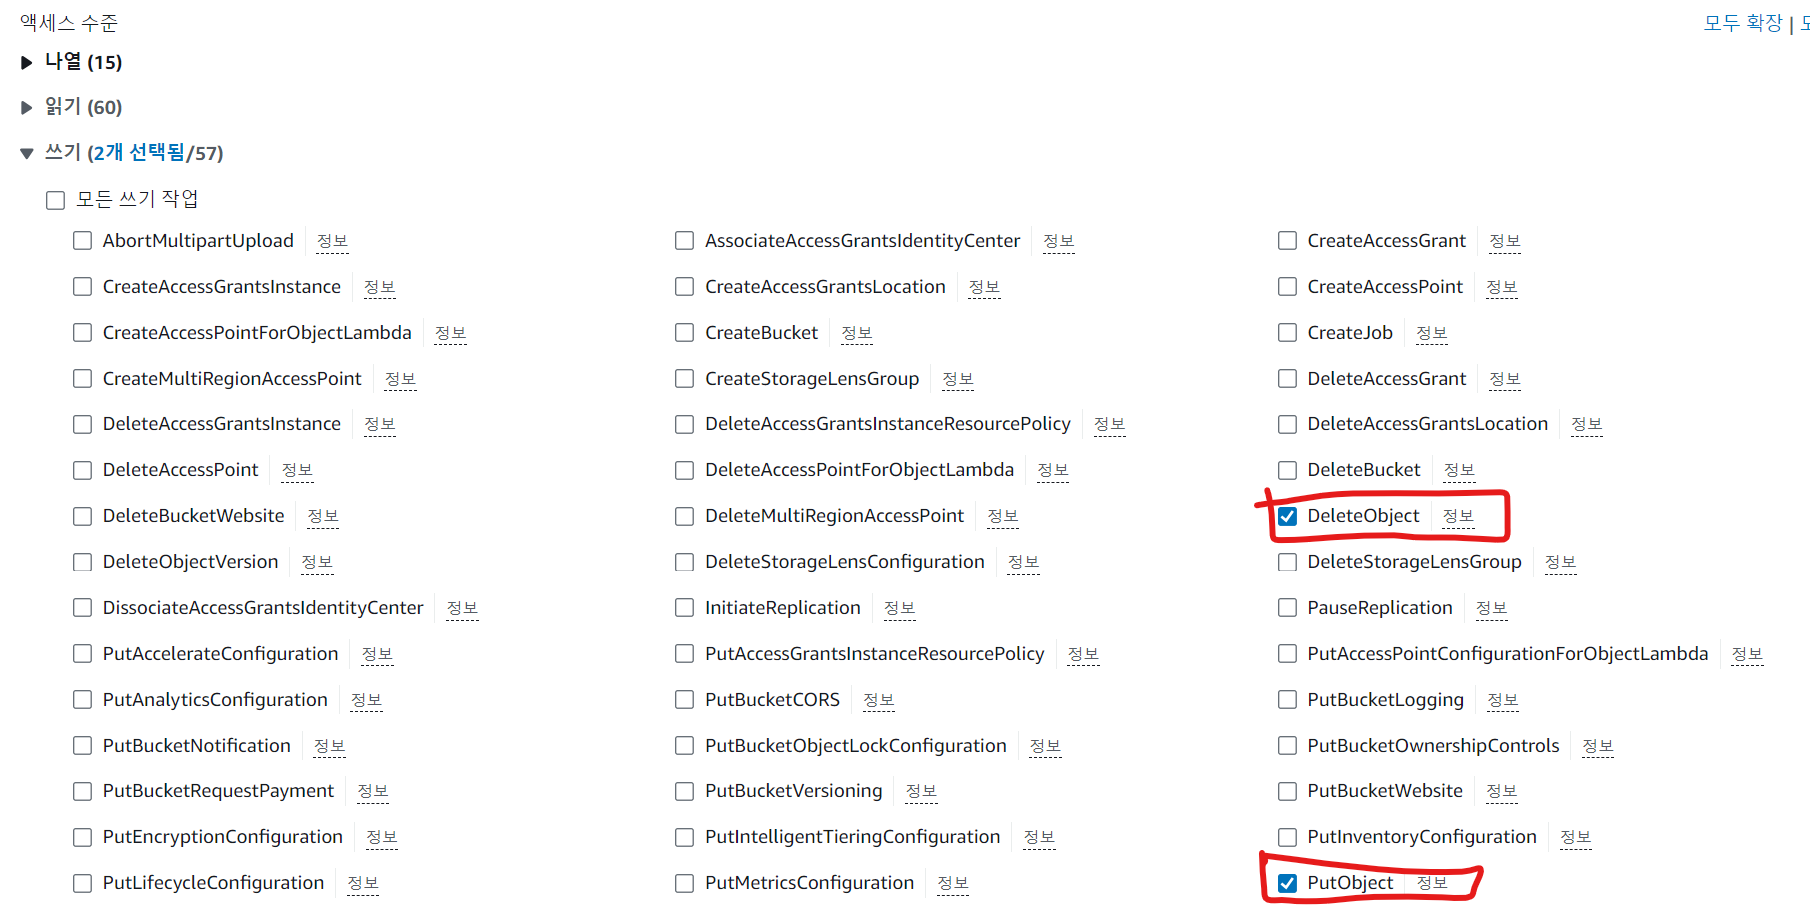 액세스 수준 모두 확장 |
▶ 나열 (15)
▶ 읽기 (60)
▼ 쓰기 (2개 선택됨/57)
모든 쓰기 작업
AbortMultipartUpload 정보 AssociateAccessGrantsIdentityCenter 정보 CreateAccessGrant 정보
CreateAccessGrantsInstance 정보 CreateAccessGrantsLocation 정보 CreateAccessPoint 정보
CreateAccessPointForObjectLambda 정보 CreateBucket 정보 CreateJob 정보
CreateMultiRegionAccessPoint 정보 CreateStorageLensGroup 정보 DeleteAccessGrant 정보
DeleteAccessGrantsInstance 정보 DeleteAccessGrantsInstanceResourcePolicy 정보 DeleteAccessGrantsLocation 정보
DeleteAccessPoint 정보 DeleteAccessPointForObjectLambda 정보 DeleteBucket 정보
DeleteBucketWebsite 정보 DeleteMultiRegionAccessPoint 정보 DeleteObject 정보
DeleteObjectVersion 정보 DeleteStorageLensConfiguration 정보 DeleteStorageLensGroup 정보
DissociateAccessGrantsIdentityCenter 정보 InitiateReplication 정보 PauseReplication 정보
PutAccelerateConfiguration 정보 PutAccessGrantsInstanceResourcePolicy 정보 PutAccessPointConfigurationForObjectLambda 정보
PutAnalyticsConfiguration 정보 PutBucketCORS 정보 PutBucketLogging 정보
PutBucketNotification 정보 PutBucketObjectLockConfiguration 정보 PutBucketOwnershipControls 정보
PutBucketRequestPayment 정보 PutBucketVersioning 정보 PutBucketWebsite 정보
PutEncryptionConfiguration 정보 PutIntelligentTieringConfiguration 정보 PutInventoryConfiguration 정보
PutLifecycleConfiguration 정보 PutMetricsConfiguration 정보 PutObject 정보